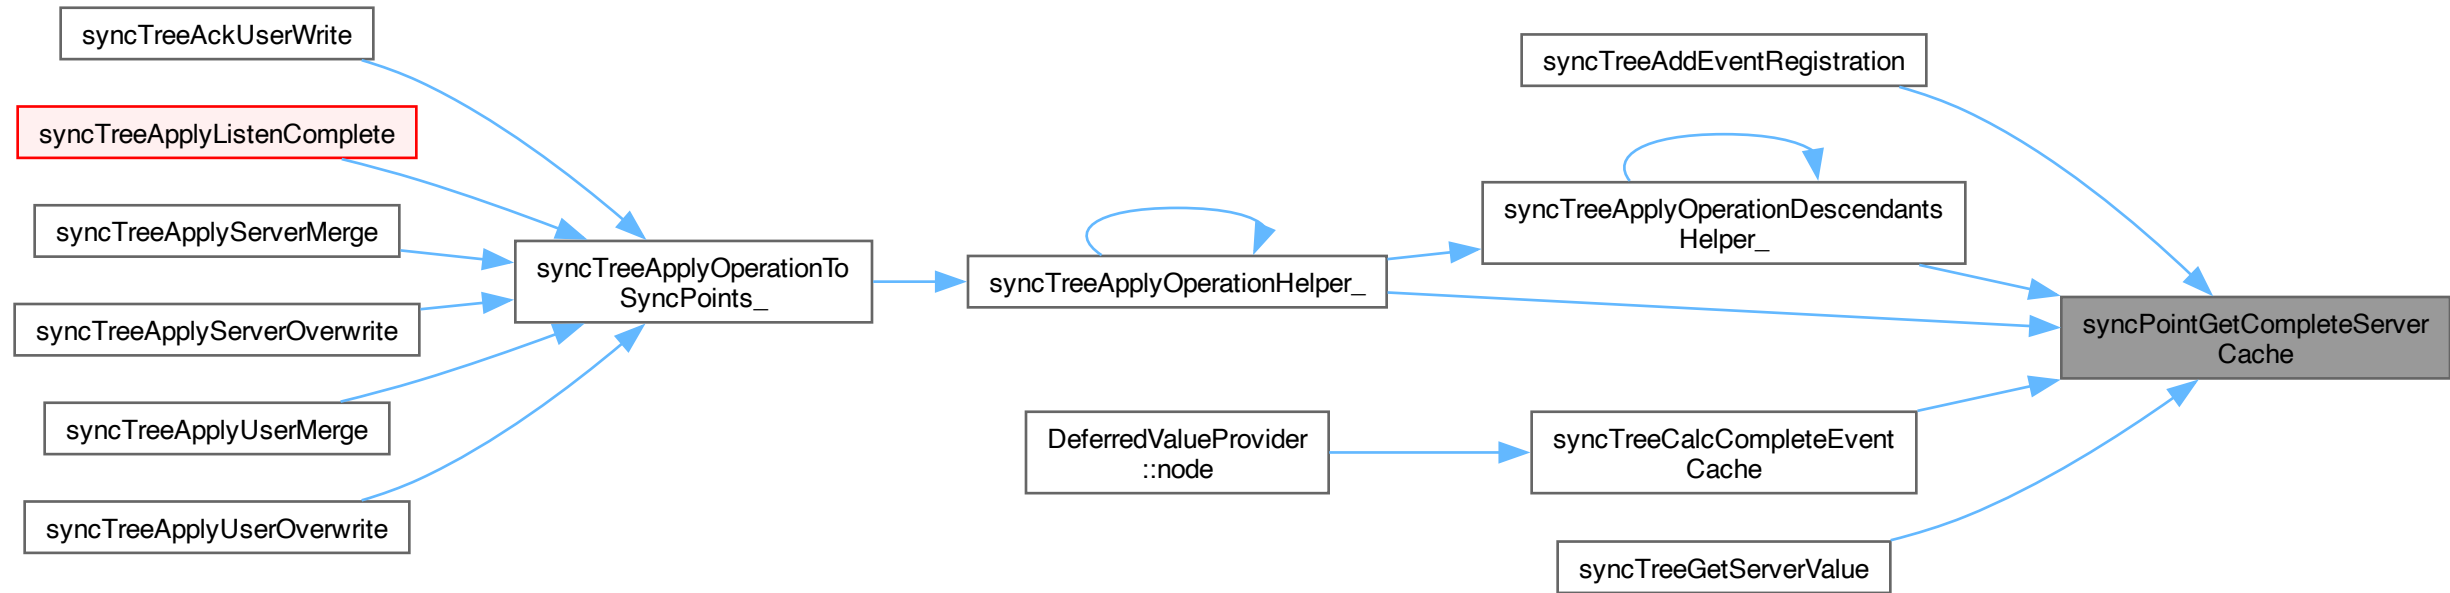 syncTreeAckUserWrite
syncTreeApplyListenComplete
syncTreeApplyServerMerge
syncTreeApplyServerOverwrite
syncTreeApplyUserMerge
syncTreeApplyUserOverwrite
syncTreeApplyOperationTo
SyncPoints_
syncTreeApplyOperationHelper_
DeferredValueProvider
::node
syncTreeAddEventRegistration
syncTreeApplyOperationDescendants
Helper_
syncTreeCalcCompleteEvent
Cache
syncTreeGetServerValue
syncPointGetCompleteServer
Cache